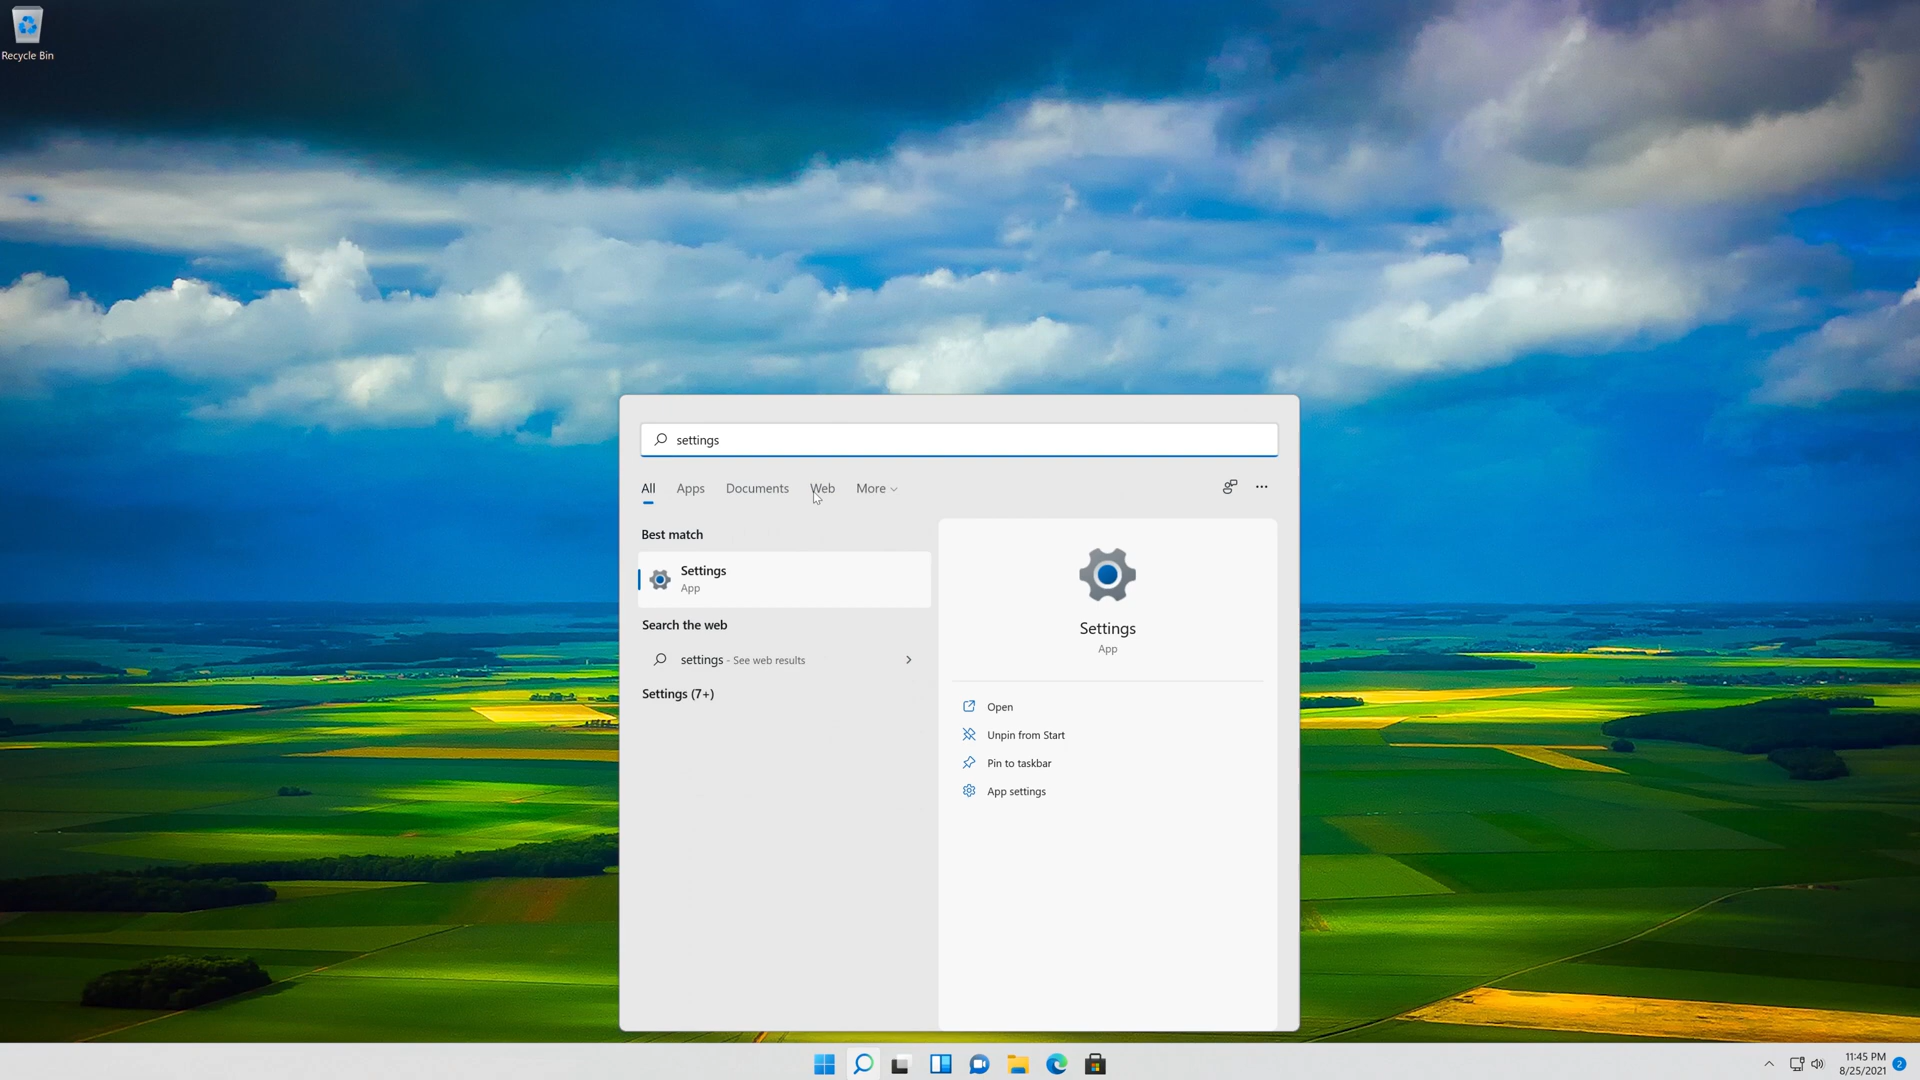 Recycle Bin
settings
All Apps Documents Web More
Best match
Settings
App
Search the web
settings - See web results
Settings (7+)
Settings
App
Open
Unpin from Start
Pin to taskbar
App settings
11:45 PM
8/25/2021
2